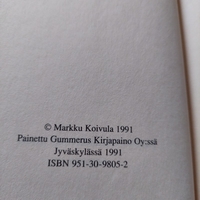 © Markku Koivula 1991
Painettu Gummerus Kirjapaino Oy:ssä
Jyväskylässä 1991
ISBN 951-30-9805-2